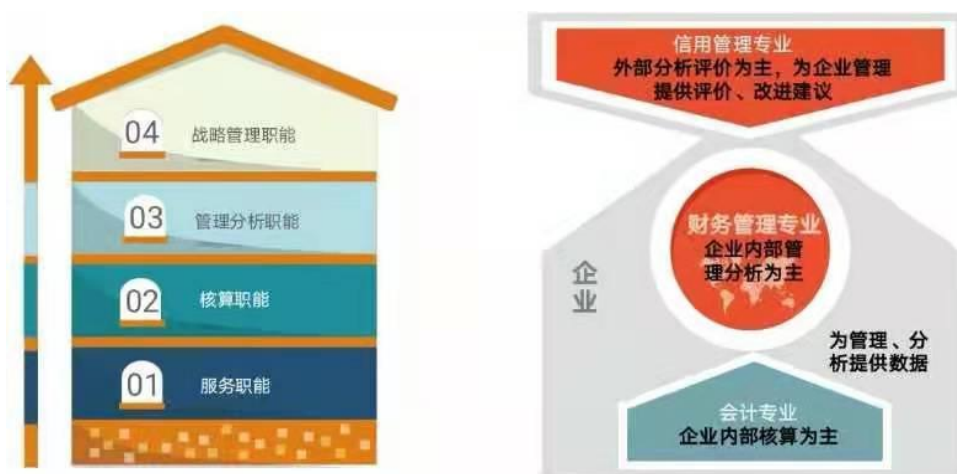 04
战略管理职能
03
管理分析职能
02
核算职能
01
服务职能
信用管理专业
外部分析评价为主，为企业管理
提供评价、改进建议
财务管理专业
企业内部管
理分析为主
企
业
为管理、分
析提供数据
会计专业
企业内部核算为主